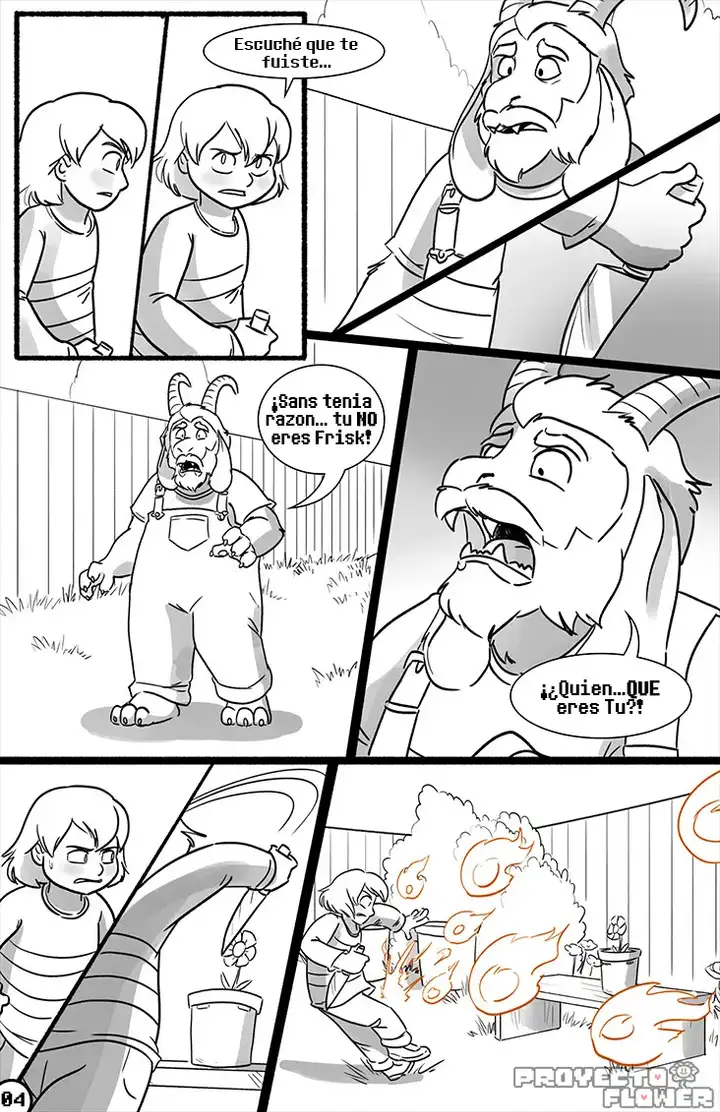 Escuché que te
fuiste...
¡Sans tenia
razon... tu NO
eres Frisk!
¡¿Quien...QUE
eres Tu?!
04
PROYECTO
FLOWER